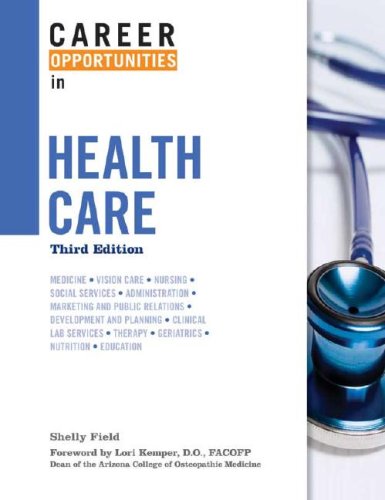 CAREER
OPPORTUNITIES
in
HEALTH
CARE
Third Edition
MEDICINE • VISION CARE • NURSING •
SOCIAL SERVICES • ADMINISTRATION •
MARKETING AND PUBLIC RELATIONS •
DEVELOPMENT AND PLANNING • CLINICAL
LAB SERVICES • THERAPY • GERIATRICS •
NUTRITION • EDUCATION
Shelly Field
Foreword by Lori Kemper, D.O., FACOFP
Dean of the Arizona College of Osteopathic Medicine